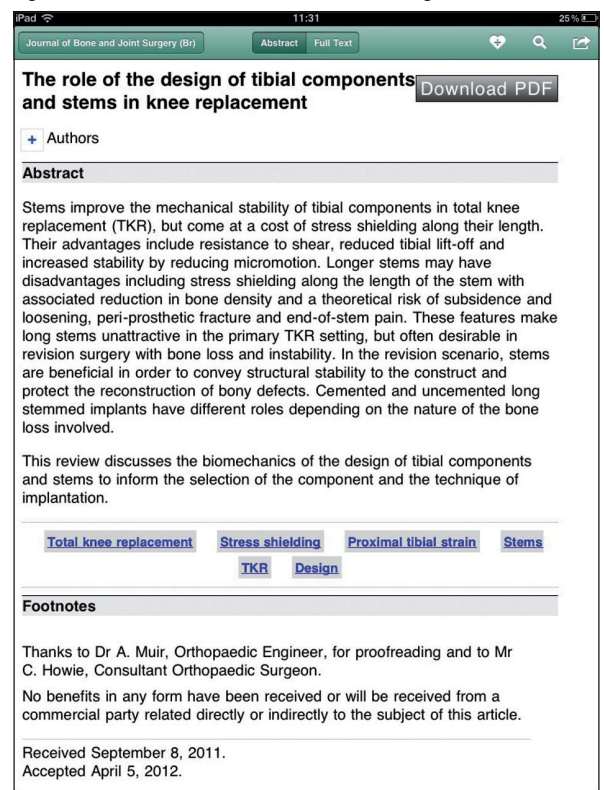 iPad 11:31 25%
Journal of Bone and Joint Surgery (Br) Abstract Full Text
The role of the design of tibial components
and stems in knee replacement
Download PDF
+ Authors
Abstract
Stems improve the mechanical stability of tibial components in total knee
replacement (TKR), but come at a cost of stress shielding along their length.
Their advantages include resistance to shear, reduced tibial lift-off and
increased stability by reducing micromotion. Longer stems may have
disadvantages including stress shielding along the length of the stem with
associated reduction in bone density and a theoretical risk of subsidence and
loosening, peri-prosthetic fracture and end-of-stem pain. These features make
long stems unattractive in the primary TKR setting, but often desirable in
revision surgery with bone loss and instability. In the revision scenario, stems
are beneficial in order to convey structural stability to the construct and
protect the reconstruction of bony defects. Cemented and uncemented long
stemmed implants have different roles depending on the nature of the bone
loss involved.
This review discusses the biomechanics of the design of tibial components
and stems to inform the selection of the component and the technique of
implantation.
Total knee replacement Stress shielding Proximal tibial strain Stems
TKR Design
Footnotes
Thanks to Dr A. Muir, Orthopaedic Engineer, for proofreading and to Mr
C. Howie, Consultant Orthopaedic Surgeon.
No benefits in any form have been received or will be received from a
commercial party related directly or indirectly to the subject of this article.
Received September 8, 2011.
Accepted April 5, 2012.